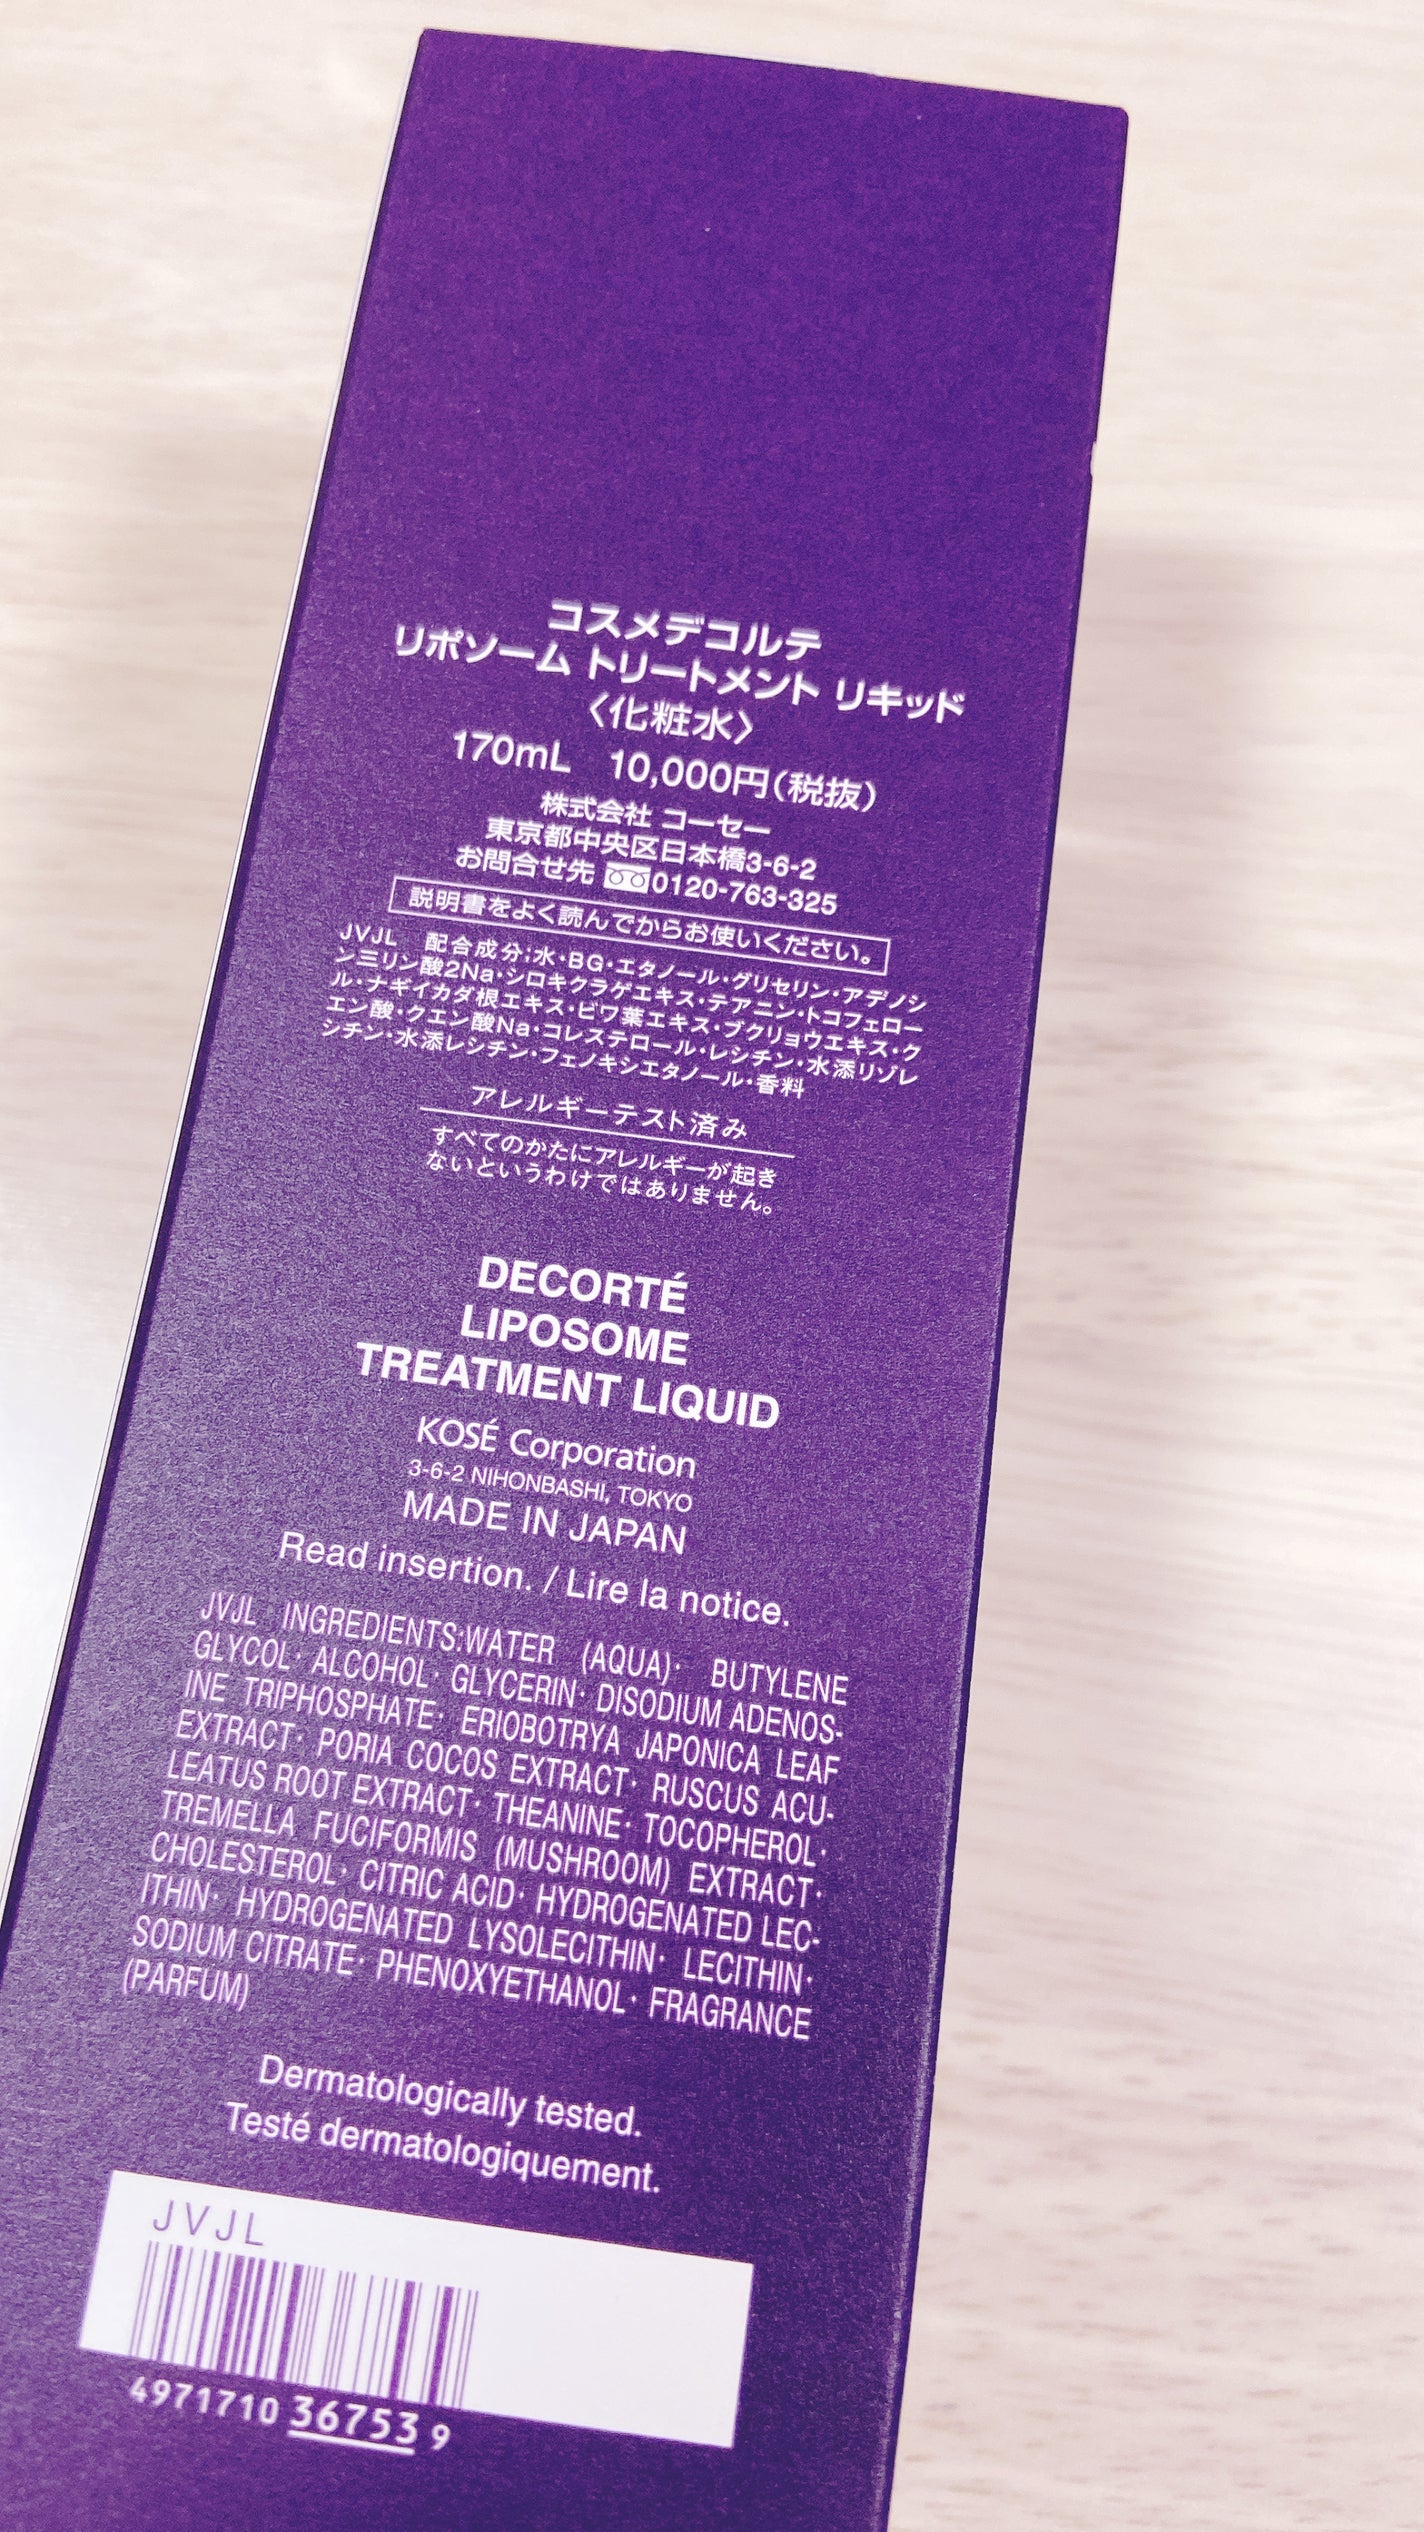 コスメデコルテ
リポソーム トリートメント リキッド
〈化粧水〉
170mL 10,000円(税抜)
株式会社 コーセー
東京都中央区日本橋3-6-2
お問合せ先 0120-763-325
説明書をよく読んでからお使いください。
JVJL 配合成分:水・BG・エタノール・グリセリン・アデノシ
ン三リン酸2Na・シロキクラゲエキス・テアニン・トコフェロー
ル・ナギイカダ根エキス・ビワ葉エキス・ブクリョウエキス・ク
エン酸・クエン酸Na・コレステロール・レシチン・水添リゾレ
シチン・水添レシチン・フェノキシエタノール・香料
アレルギーテスト済み
すべてのかたにアレルギーが起き
ないというわけではありません。
DECORTÉ
LIPOSOME
TREATMENT LIQUID
KOSÉ Corporation
3-6-2 NIHONBASHI, TOKYO
MADE IN JAPAN
Read insertion. / Lire la notice.
JVJL INGREDIENTS:WATER (AQUA)· BUTYLENE
GLYCOL· ALCOHOL· GLYCERIN· DISODIUM ADENOS-
INE TRIPHOSPHATE· ERIOBOTRYA JAPONICA LEAF
EXTRACT· PORIA COCOS EXTRACT· RUSCUS ACU-
LEATUS ROOT EXTRACT· THEANINE· TOCOPHEROL·
TREMELLA FUCIFORMIS (MUSHROOM) EXTRACT·
CHOLESTEROL· CITRIC ACID· HYDROGENATED LEC-
ITHIN· HYDROGENATED LYSOLECITHIN· LECITHIN·
SODIUM CITRATE· PHENOXYETHANOL· FRAGRANCE
(PARFUM)
Dermatologically tested.
Testé dermatologiquement.
JVJL
4971710 36753 9